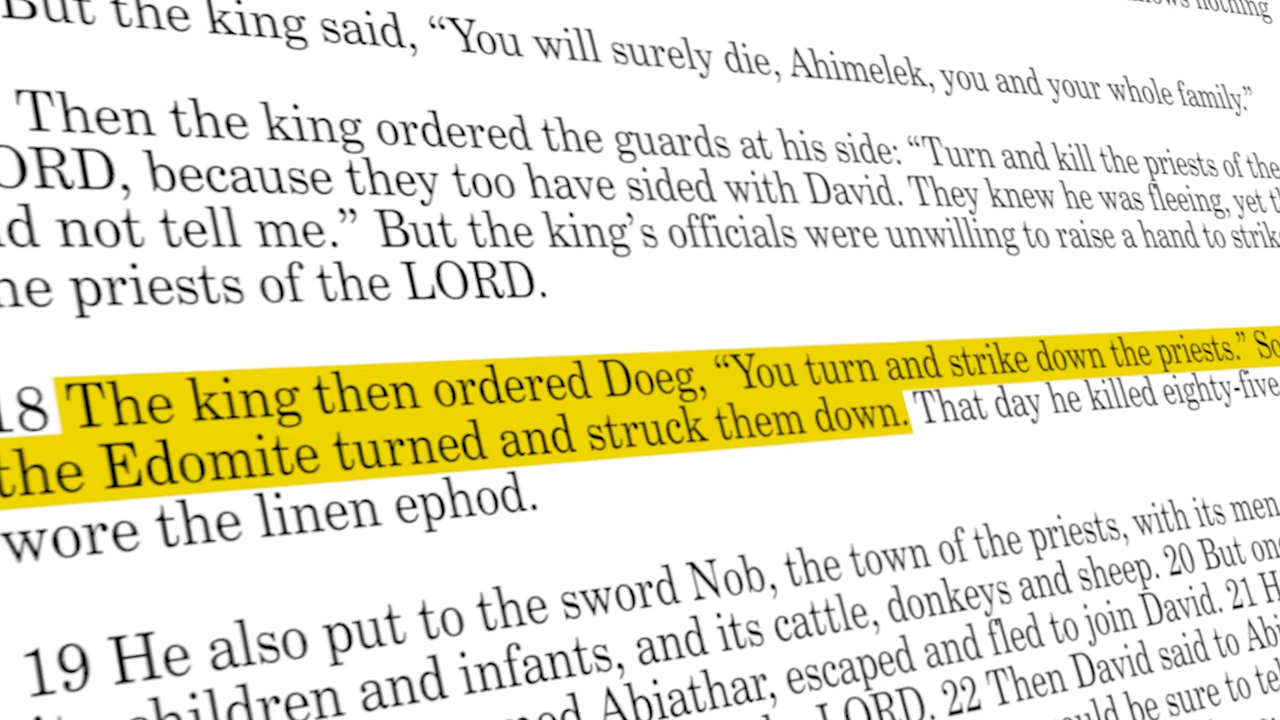 nothing
But the king said, “You will surely die, Ahimelek, you and your whole family.”
Then the king ordered the guards at his side: “Turn and kill the priests of the
ORD, because they too have sided with David. They knew he was fleeing, yet
not tell me.” But the king’s officials were unwilling to raise a hand to
priests of the LORD.
18 The king then ordered Doeg, “You turn and strike down the priests.” So
the Edomite turned and struck them down. That day he killed eighty-five
wore the linen ephod.
19 He also put to the sword Nob, the town of the priests, with its men
children and infants, and its cattle, donkeys and sheep. 20 But
Abiathar, escaped and fled to join David. 21
LORD. 22 Then David said to
be sure to